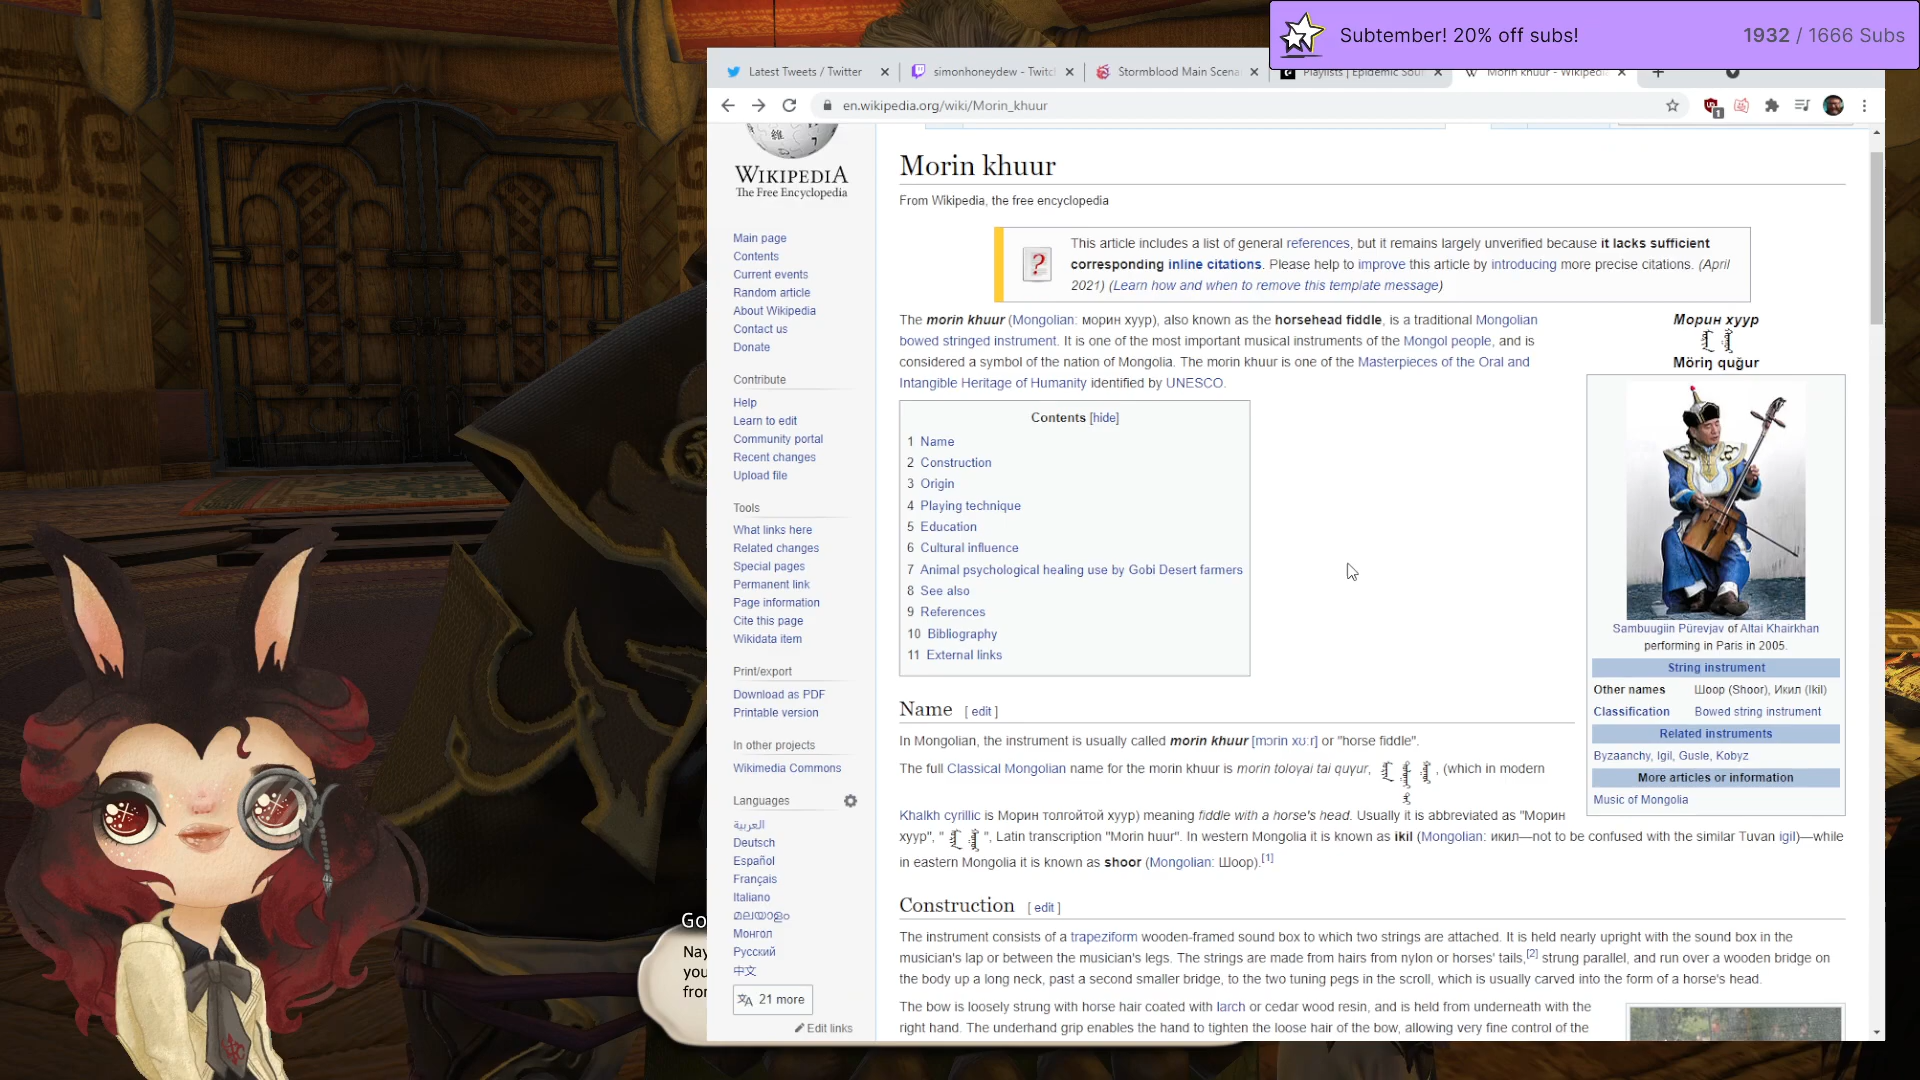 Subtember! 20% off subs!
1932 / 1666 Subs
Latest Tweets / Twitter
simonhoneydew - Twitch
Stormblood Main Scena
Playlists | Epidemic Sou
Morin khuur - Wikipedia
en.wikipedia.org/wiki/Morin_khuur
WIKIPEDIA
The Free Encyclopedia
Main page
Contents
Current events
Random article
About Wikipedia
Contact us
Donate
Contribute
Help
Learn to edit
Community portal
Recent changes
Upload file
Tools
What links here
Related changes
Special pages
Permanent link
Page information
Cite this page
Wikidata item
Print/export
Download as PDF
Printable version
In other projects
Wikimedia Commons
Languages
العربية
Deutsch
Español
Français
Italiano
മലയാളം
Монгол
Русский
中文
21 more
Edit links
Morin khuur
From Wikipedia, the free encyclopedia
This article includes a list of general references, but it remains largely unverified because it lacks sufficient
corresponding inline citations. Please help to improve this article by introducing more precise citations. (April
2021) (Learn how and when to remove this template message)
The morin khuur (Mongolian: морин хуур), also known as the horsehead fiddle, is a traditional Mongolian
bowed stringed instrument. It is one of the most important musical instruments of the Mongol people, and is
considered a symbol of the nation of Mongolia. The morin khuur is one of the Masterpieces of the Oral and
Intangible Heritage of Humanity identified by UNESCO.
Contents [hide]
1 Name
2 Construction
3 Origin
4 Playing technique
5 Education
6 Cultural influence
7 Animal psychological healing use by Gobi Desert farmers
8 See also
9 References
10 Bibliography
11 External links
Морин хуур
Möriŋ quğur
Sambuugiin Pürevjav of Altai Khairkhan
performing in Paris in 2005.
String instrument
Other names Шоор (Shoor), Икил (Ikil)
Classification Bowed string instrument
Related instruments
Byzaanchy, Igil, Gusle, Kobyz
More articles or information
Music of Mongolia
Name [ edit ]
In Mongolian, the instrument is usually called morin khuur [mɔrin xʊːr] or "horse fiddle".
The full Classical Mongolian name for the morin khuur is morin toloγai tai quγur, , (which in modern
Khalkh cyrillic is Морин толгойтой хуур) meaning fiddle with a horse's head. Usually it is abbreviated as "Морин
хуур", " ", Latin transcription "Morin huur". In western Mongolia it is known as ikil (Mongolian: икил—not to be confused with the similar Tuvan igil)—while
in eastern Mongolia it is known as shoor (Mongolian: Шоор).[1]
Construction [ edit ]
The instrument consists of a trapeziform wooden-framed sound box to which two strings are attached. It is held nearly upright with the sound box in the
musician's lap or between the musician's legs. The strings are made from hairs from nylon or horses' tails,[2] strung parallel, and run over a wooden bridge on
the body up a long neck, past a second smaller bridge, to the two tuning pegs in the scroll, which is usually carved into the form of a horse's head.
The bow is loosely strung with horse hair coated with larch or cedar wood resin, and is held from underneath with the
right hand. The underhand grip enables the hand to tighten the loose hair of the bow, allowing very fine control of the
Go
Nay
you
from